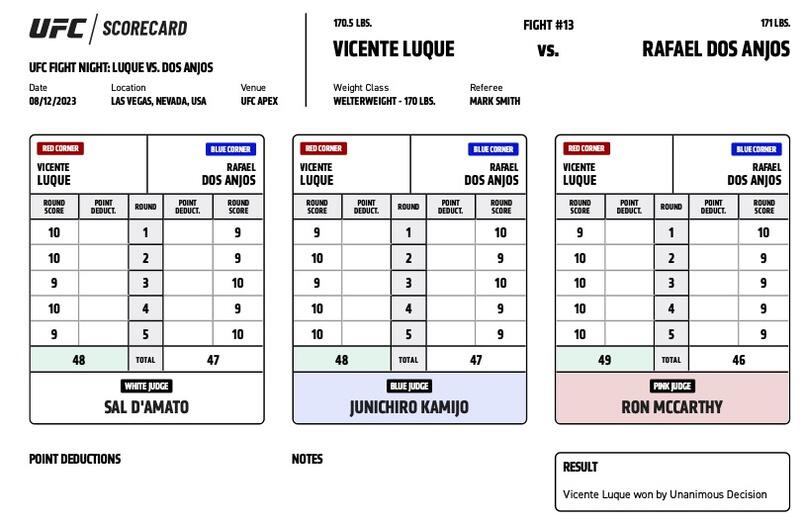 UFC / SCORECARD
UFC FIGHT NIGHT: LUQUE VS. DOS ANJOS
Date Location Venue
08/12/2023 LAS VEGAS, NEVADA, USA UFC APEX
170.5 LBS. FIGHT #13 171 LBS.
VICENTE LUQUE VS. RAFAEL DOS ANJOS
Weight Class Referee
WELTERWEIGHT - 170 LBS. MARK SMITH
RED CORNER BLUE CORNER
VICENTE RAFAEL
LUQUE DOS ANJOS
ROUND POINT ROUND POINT ROUND
SCORE DEDUCT. DEDUCT. SCORE
10 1 9
10 2 9
9 3 10
10 4 9
9 5 10
48 TOTAL 47
WHITE JUDGE
SAL D'AMATO
RED CORNER BLUE CORNER
VICENTE RAFAEL
LUQUE DOS ANJOS
ROUND POINT ROUND POINT ROUND
SCORE DEDUCT. DEDUCT. SCORE
9 1 10
10 2 9
9 3 10
10 4 9
10 5 9
48 TOTAL 47
BLUE JUDGE
JUNICHIRO KAMIJO
RED CORNER BLUE CORNER
VICENTE RAFAEL
LUQUE DOS ANJOS
ROUND POINT ROUND POINT ROUND
SCORE DEDUCT. DEDUCT. SCORE
9 1 10
10 2 9
10 3 9
10 4 9
10 5 9
49 TOTAL 46
PINK JUDGE
RON MCCARTHY
POINT DEDUCTIONS
NOTES
RESULT
Vicente Luque won by Unanimous Decision